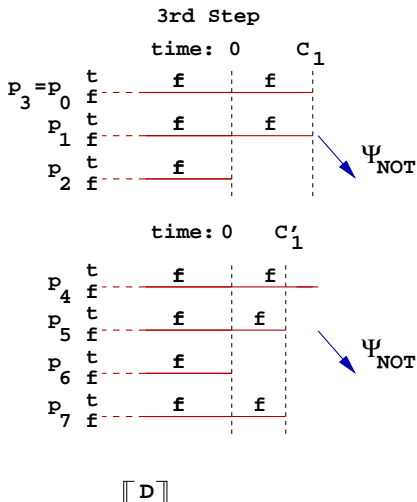 3rd Step
time: 0 C1
t f f
p3=p0 f
t f f
p1 f
ΨNOT
t f
p2 f
time: 0 C′1
t f f
p4 f
t f f
p5 f
ΨNOT
t f
p6 f
t f f
p7 f
⟦D⟧